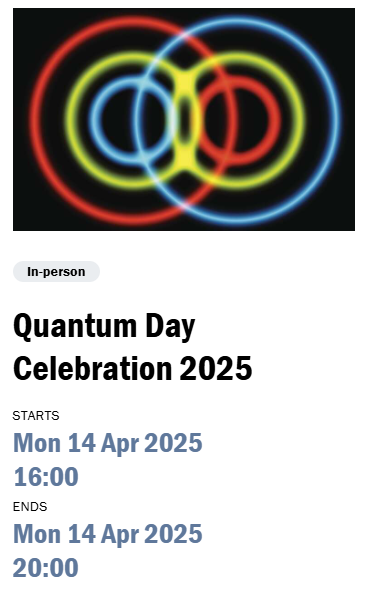 In-person
Quantum Day
Celebration 2025
STARTS
Mon 14 Apr 2025
16:00
ENDS
Mon 14 Apr 2025
20:00